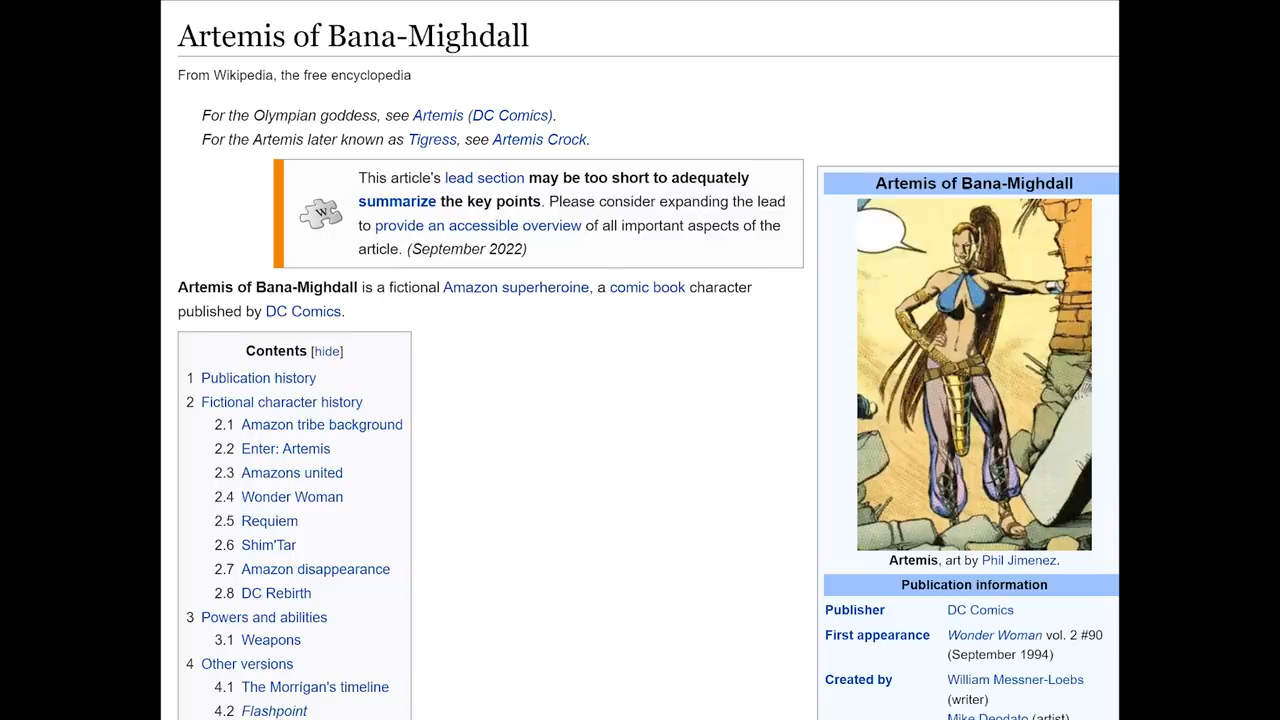 Artemis of Bana-Mighdall
From Wikipedia, the free encyclopedia
For the Olympian goddess, see Artemis (DC Comics).
For the Artemis later known as Tigress, see Artemis Crock.
This article's lead section may be too short to adequately
summarize the key points. Please consider expanding the lead
to provide an accessible overview of all important aspects of the
article. (September 2022)
Artemis of Bana-Mighdall is a fictional Amazon superheroine, a comic book character
published by DC Comics.
Contents [hide]
1 Publication history
2 Fictional character history
2.1 Amazon tribe background
2.2 Enter: Artemis
2.3 Amazons united
2.4 Wonder Woman
2.5 Requiem
2.6 Shim'Tar
2.7 Amazon disappearance
2.8 DC Rebirth
3 Powers and abilities
3.1 Weapons
4 Other versions
4.1 The Morrigan's timeline
4.2 Flashpoint
Artemis of Bana-Mighdall
Artemis, art by Phil Jimenez.
Publication information
Publisher DC Comics
First appearance Wonder Woman vol. 2 #90
(September 1994)
Created by William Messner-Loebs
(writer)
Mike Deodato (artist)
W